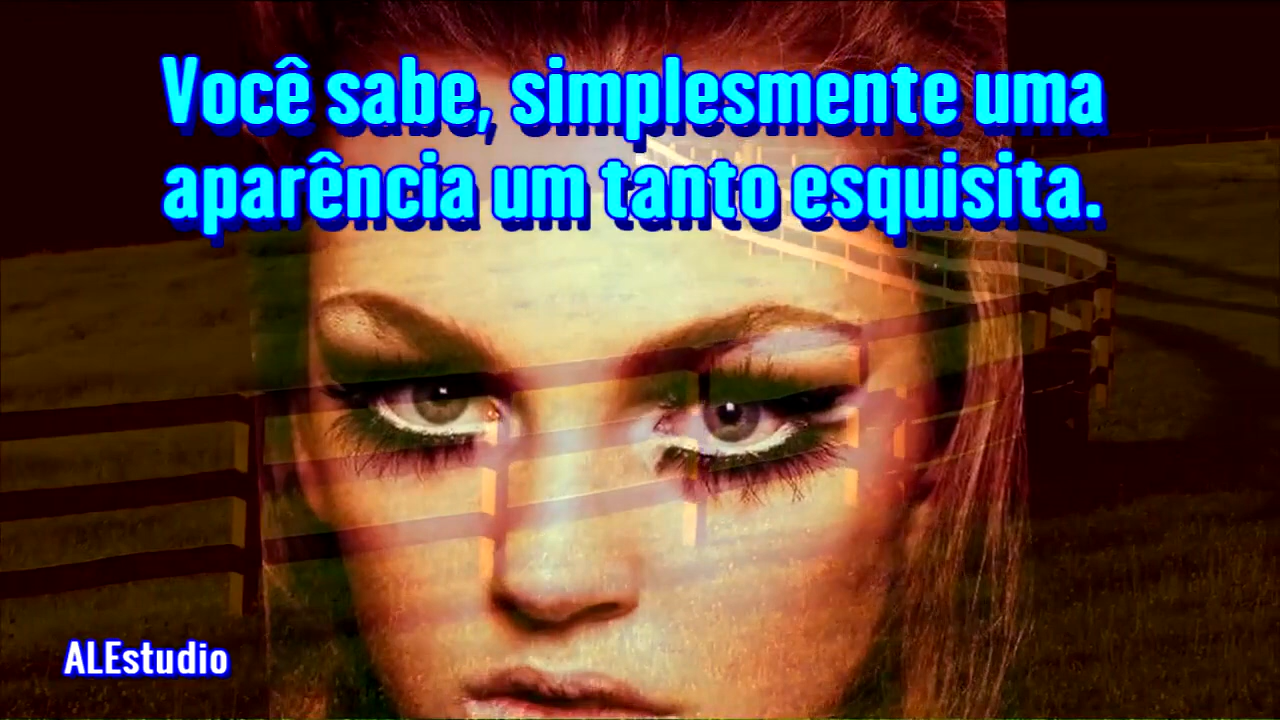 Você sabe, simplesmente uma
aparência um tanto esquisita.
ALEstudio